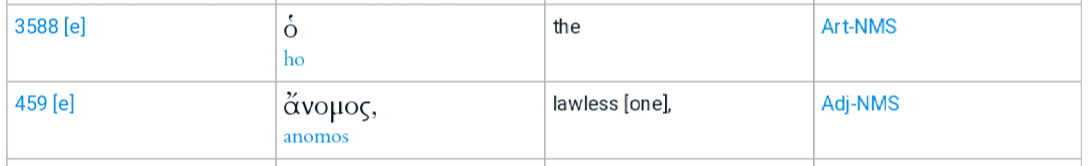 3588 [e] ὁ the Art-NMS
ho
459 [e] ἄνομος, lawless [one], Adj-NMS
anomos